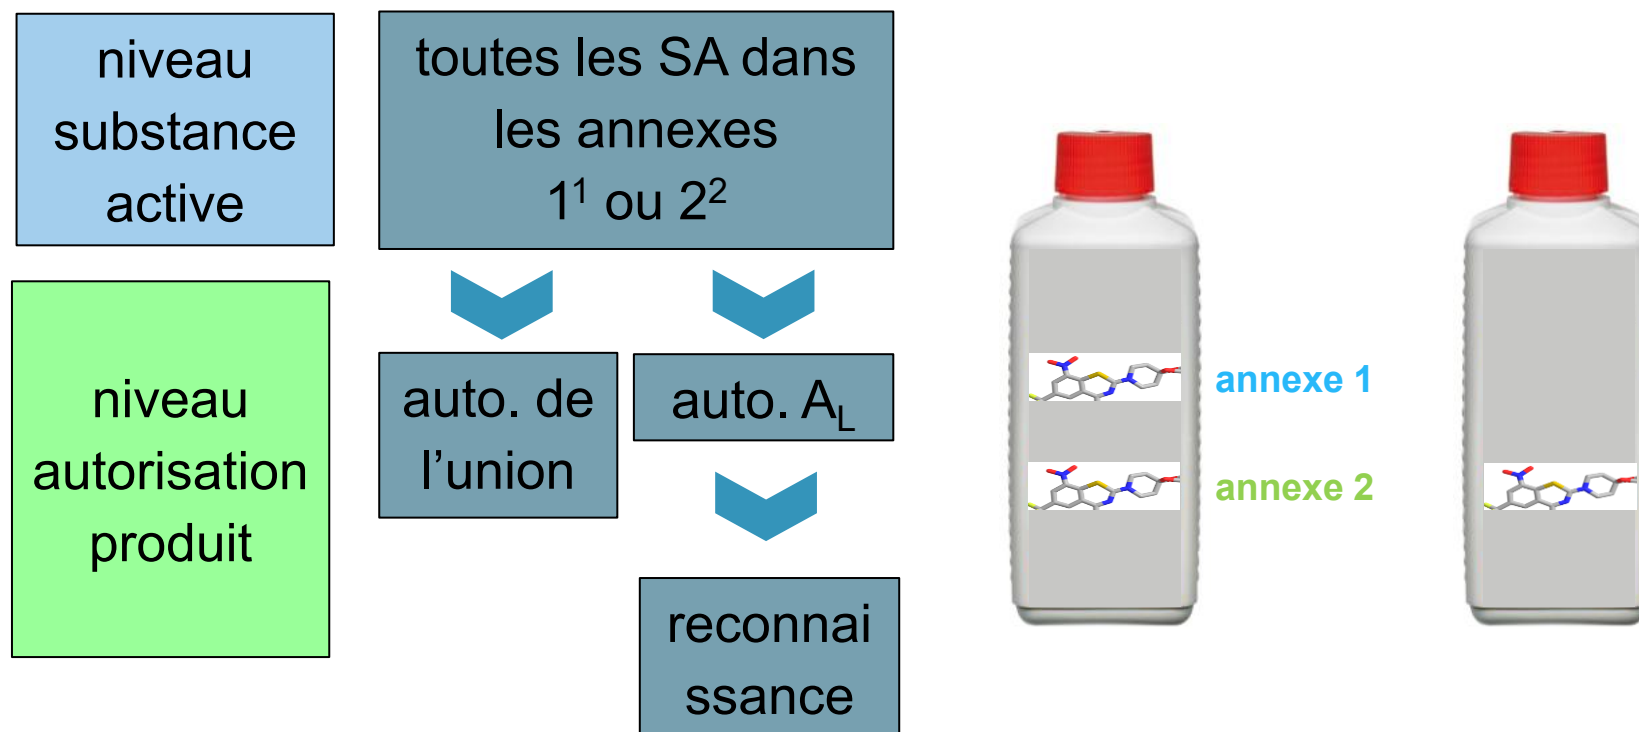 niveau
substance
active
toutes les SA dans
les annexes
1¹ ou 2²
niveau
autorisation
produit
auto. de
l’union
auto. A_L
reconnai
ssance
annexe 1
annexe 2